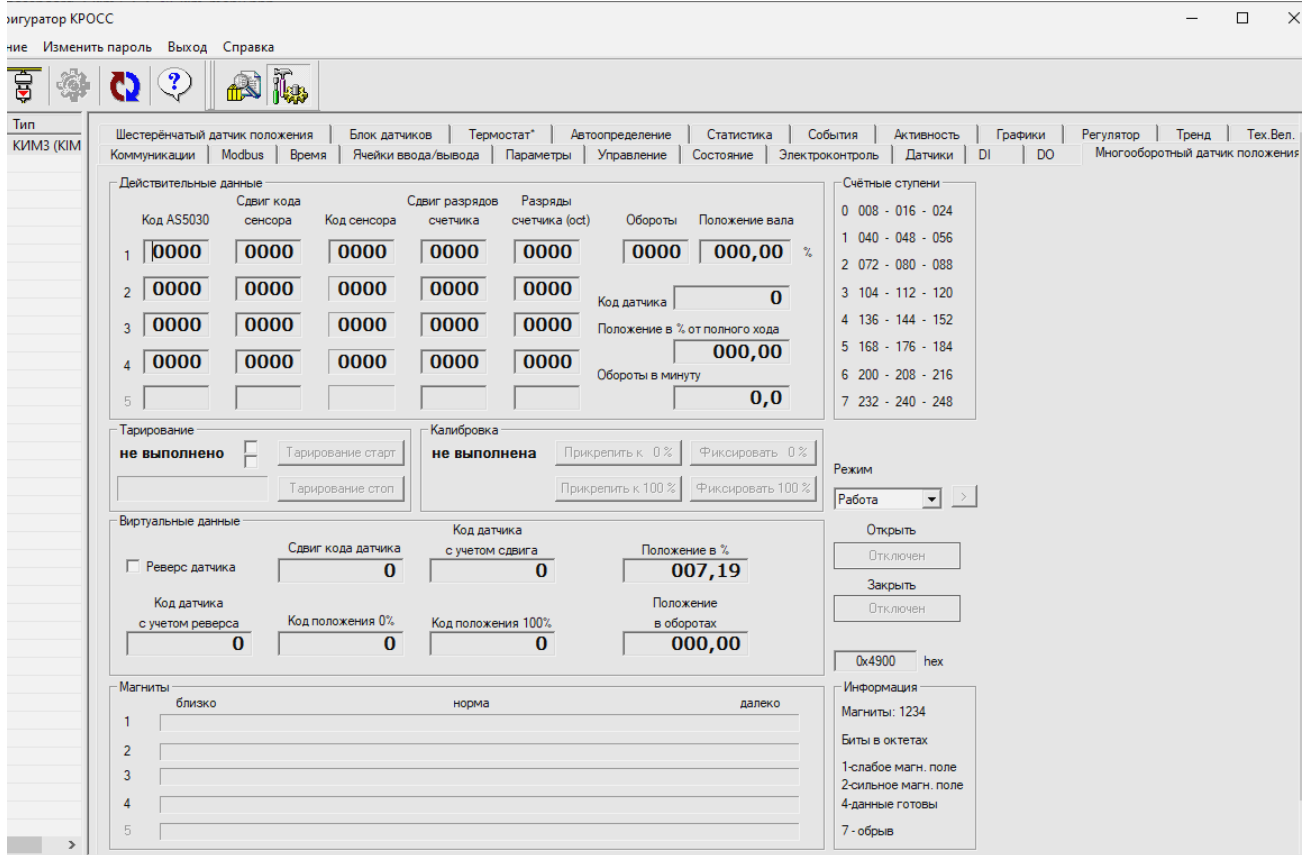 ригуратор КРОСС
ние Изменить пароль Выход Справка
Тип
КИМ3 (KIM
Шестерёнчатый датчик положения Блок датчиков Термостат* Автоопределение Статистика События Активность Графики Регулятор Тренд Тех.Вел.
Коммуникации Modbus Время Ячейки ввода/вывода Параметры Управление Состояние Электроконтроль Датчики DI DO Многооборотный датчик положения
Действительные данные
Код AS5030 Сдвиг кода сенсора Код сенсора Сдвиг разрядов счетчика Разряды счетчика (oct) Обороты Положение вала
1 0000 0000 0000 0000 0000 0000 000,00 %
2 0000 0000 0000 0000 0000
Код датчика 0
3 0000 0000 0000 0000 0000
Положение в % от полного хода
000,00
4 0000 0000 0000 0000 0000
Обороты в минуту
0,0
5
Счётные ступени
0 008 - 016 - 024
1 040 - 048 - 056
2 072 - 080 - 088
3 104 - 112 - 120
4 136 - 144 - 152
5 168 - 176 - 184
6 200 - 208 - 216
7 232 - 240 - 248
Тарирование
не выполнено Тарирование старт
Тарирование стоп
Калибровка
не выполнена Прикрепить к 0 % Фиксировать 0 %
Прикрепить к 100 % Фиксировать 100 %
Режим
Работа >
Открыть
Отключен
Закрыть
Отключен
0x4900 hex
Виртуальные данные
Реверс датчика
Сдвиг кода датчика
0
Код датчика
с учетом сдвига
0
Положение в %
007,19
Код датчика
с учетом реверса
0
Код положения 0%
0
Код положения 100%
0
Положение
в оборотах
000,00
Магниты
близко норма далеко
1
2
3
4
5
Информация
Магниты: 1234
Биты в октетах
1-слабое магн. поле
2-сильное магн. поле
4-данные готовы
7 - обрыв